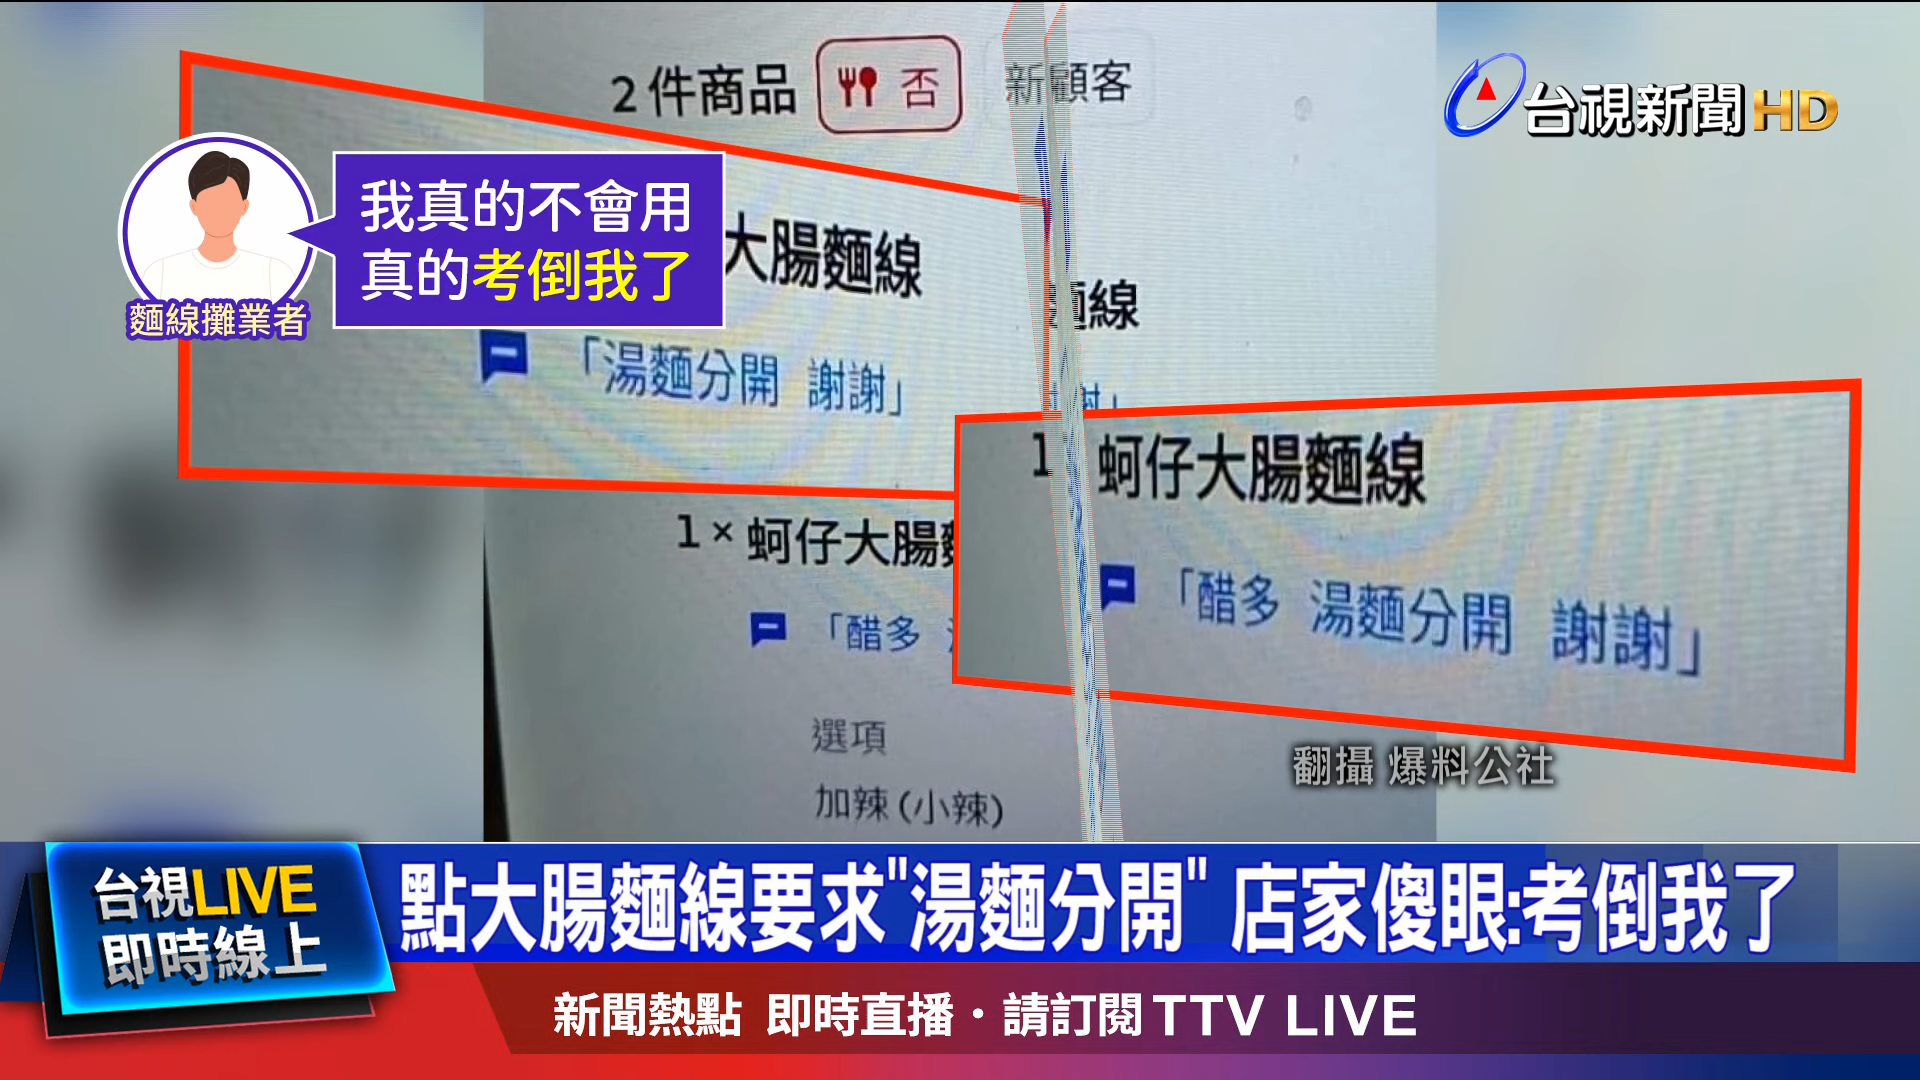 2 件商品 否 新顧客
台視新聞HD
我真的不會用
真的考倒我了
麵線攤業者
大腸麵線
麵線
「湯麵分開 謝謝」
謝」
1 蚵仔大腸麵線
「醋多 湯麵分開 謝謝」
1× 蚵仔大腸麵
「醋多
選項
加辣(小辣)
翻攝 爆料公社
台視LIVE
即時線上
點大腸麵線要求"湯麵分開" 店家傻眼:考倒我了
新聞熱點 即時直播・請訂閱TTV LIVE